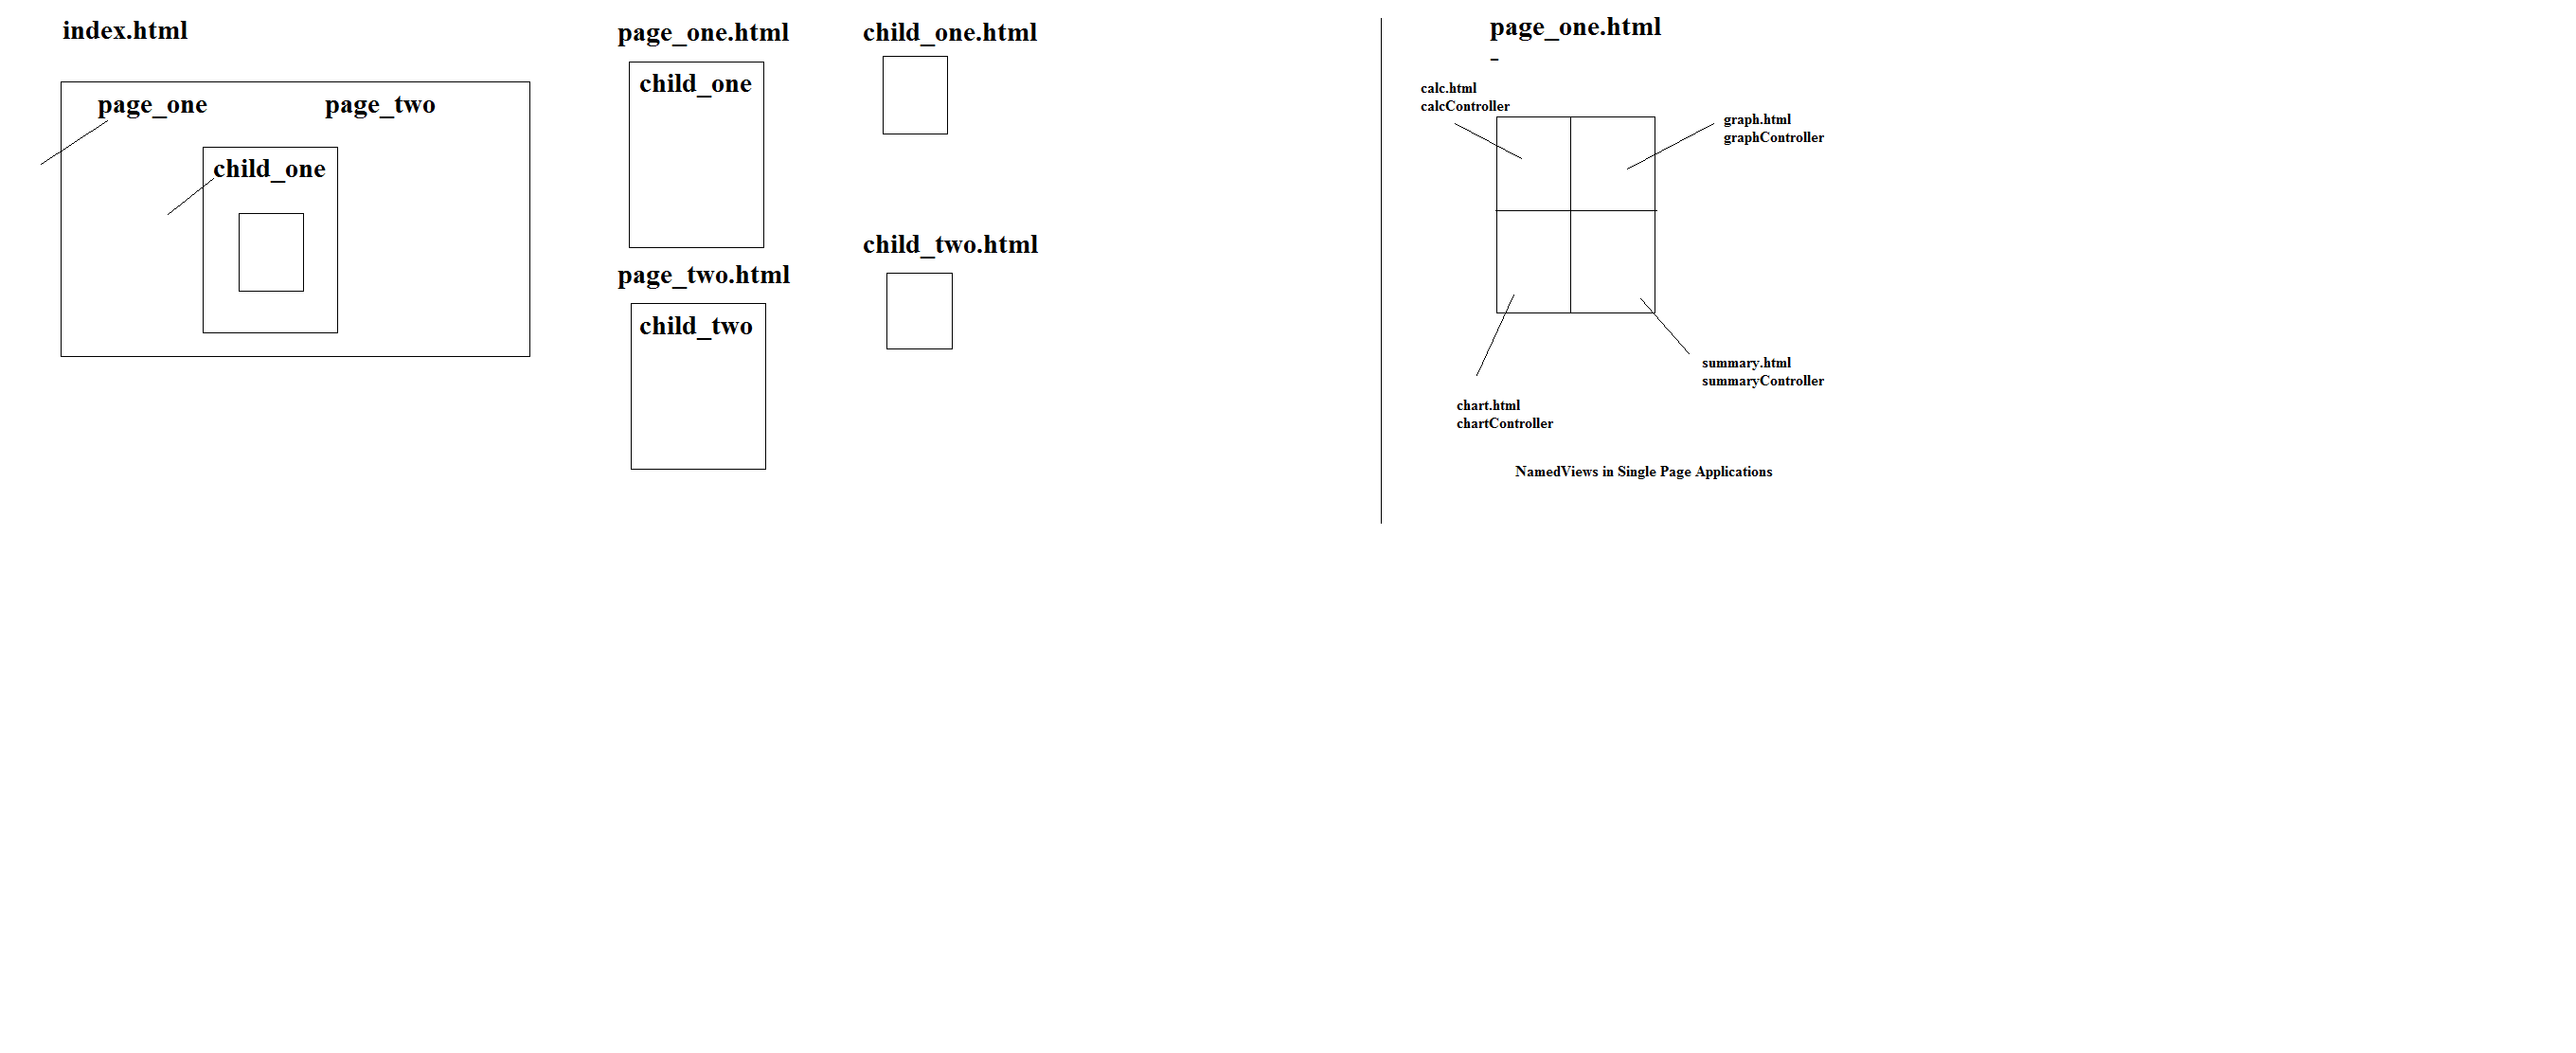 index.html
page_one page_two
child_one
page_one.html
child_one
page_two.html
child_two
child_one.html
child_two.html
page_one.html
-
calc.html
calcController
graph.html
graphController
summary.html
summaryController
chart.html
chartController
NamedViews in Single Page Applications